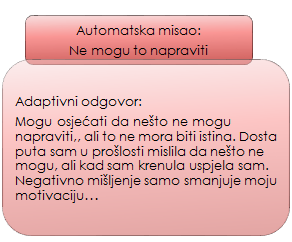 Automatska misao:
Ne mogu to napraviti
Adaptivni odgovor:
Mogu osjećati da nešto ne mogu
napraviti,, ali to ne mora biti istina. Dosta
puta sam u prošlosti mislila da nešto ne
mogu, ali kad sam krenula uspjela sam.
Negativno mišljenje samo smanjuje moju
motivaciju...